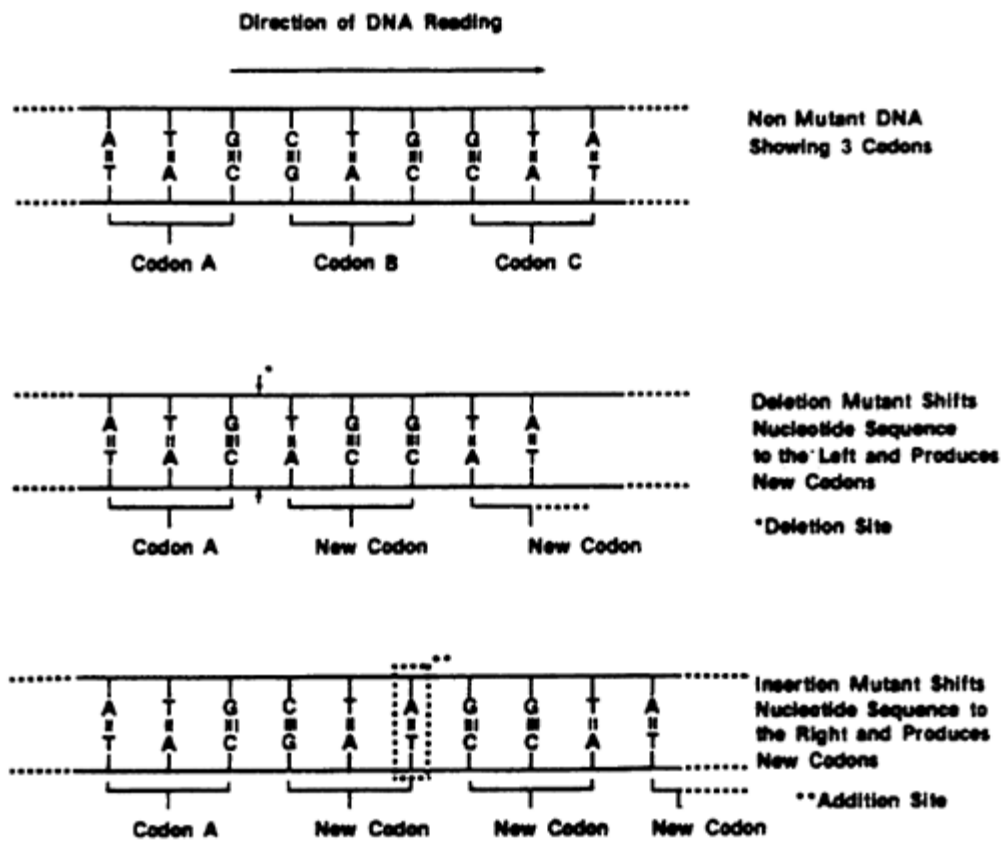 Direction of DNA Reading
A T G C T G G T A
T A C G A C C A T
Non Mutant DNA
Showing 3 Codons
Codon A Codon B Codon C
*
A T G T G G T A
T A C A C C A T
Deletion Mutant Shifts
Nucleotide Sequence
to the Left and Produces
New Codons
*Deletion Site
Codon A New Codon New Codon
**
A T G C T A G G T A
T A C G A T C C A T
Insertion Mutant Shifts
Nucleotide Sequence to
the Right and Produces
New Codons
**Addition Site
Codon A New Codon New Codon New Codon